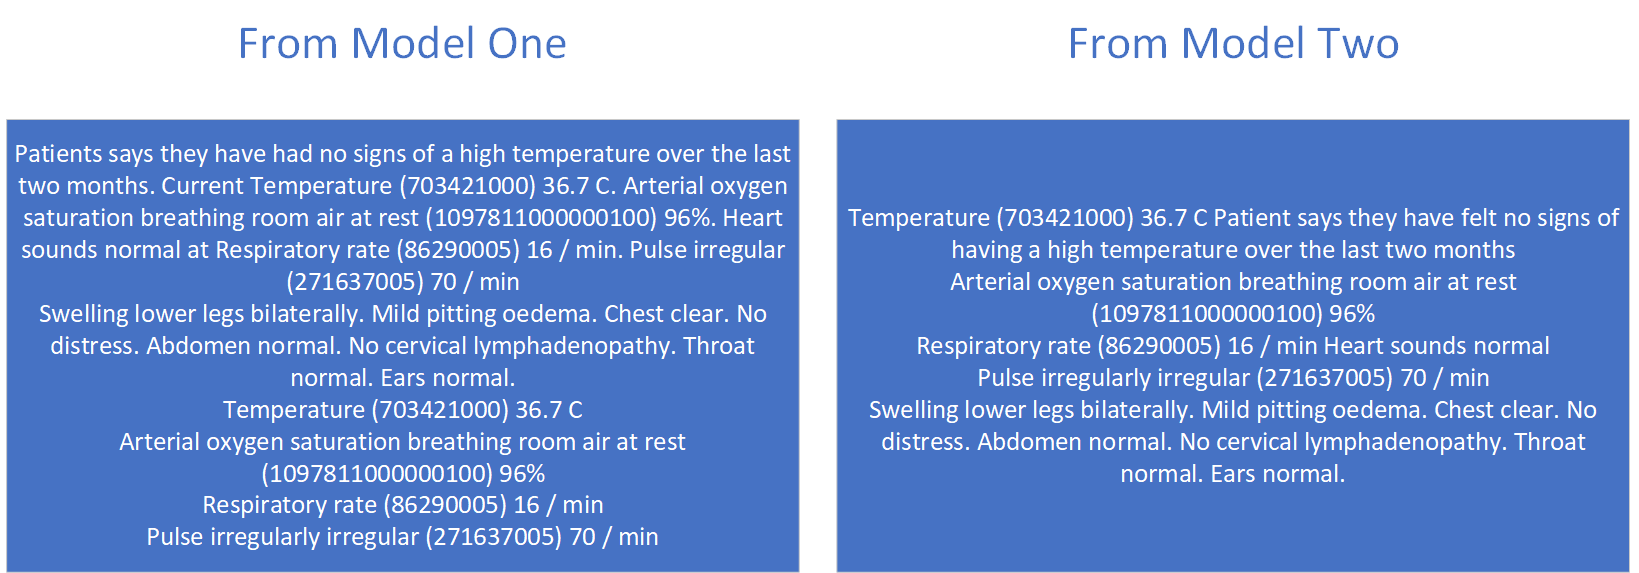 From Model One
Patients says they have had no signs of a high temperature over the last
two months. Current Temperature (703421000) 36.7 C. Arterial oxygen
saturation breathing room air at rest (1097811000000100) 96%. Heart
sounds normal at Respiratory rate (86290005) 16 / min. Pulse irregular
(271637005) 70 / min
Swelling lower legs bilaterally. Mild pitting oedema. Chest clear. No
distress. Abdomen normal. No cervical lymphadenopathy. Throat
normal. Ears normal.
Temperature (703421000) 36.7 C
Arterial oxygen saturation breathing room air at rest
(1097811000000100) 96%
Respiratory rate (86290005) 16 / min
Pulse irregularly irregular (271637005) 70 / min
From Model Two
Temperature (703421000) 36.7 C Patient says they have felt no signs of
having a high temperature over the last two months
Arterial oxygen saturation breathing room air at rest
(1097811000000100) 96%
Respiratory rate (86290005) 16 / min Heart sounds normal
Pulse irregularly irregular (271637005) 70 / min
Swelling lower legs bilaterally. Mild pitting oedema. Chest clear. No
distress. Abdomen normal. No cervical lymphadenopathy. Throat
normal. Ears normal.